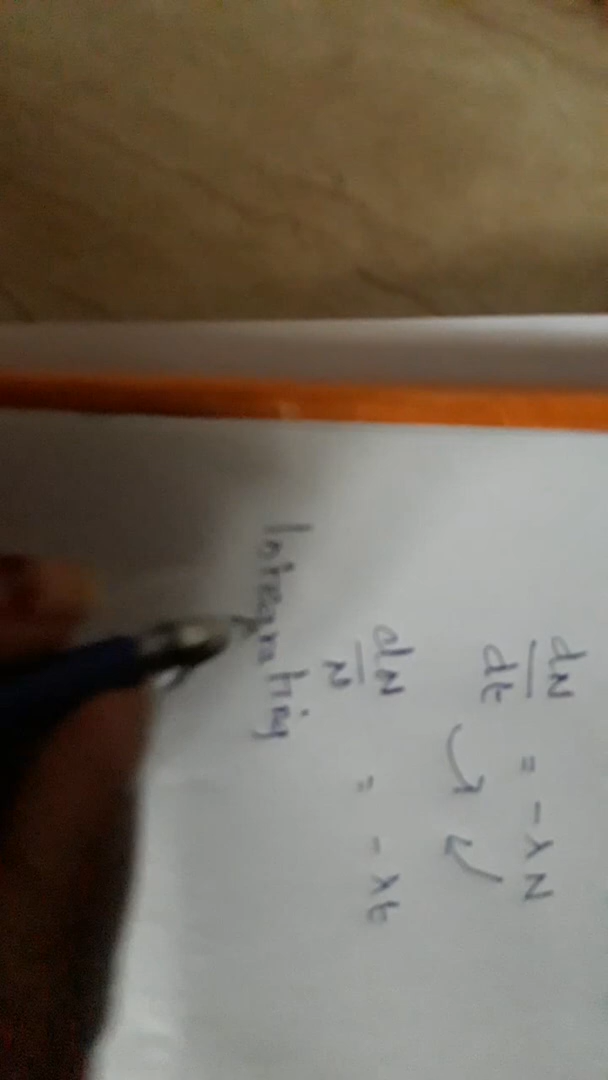 dN/dt = -λN
dN/N = -λt
Integrating